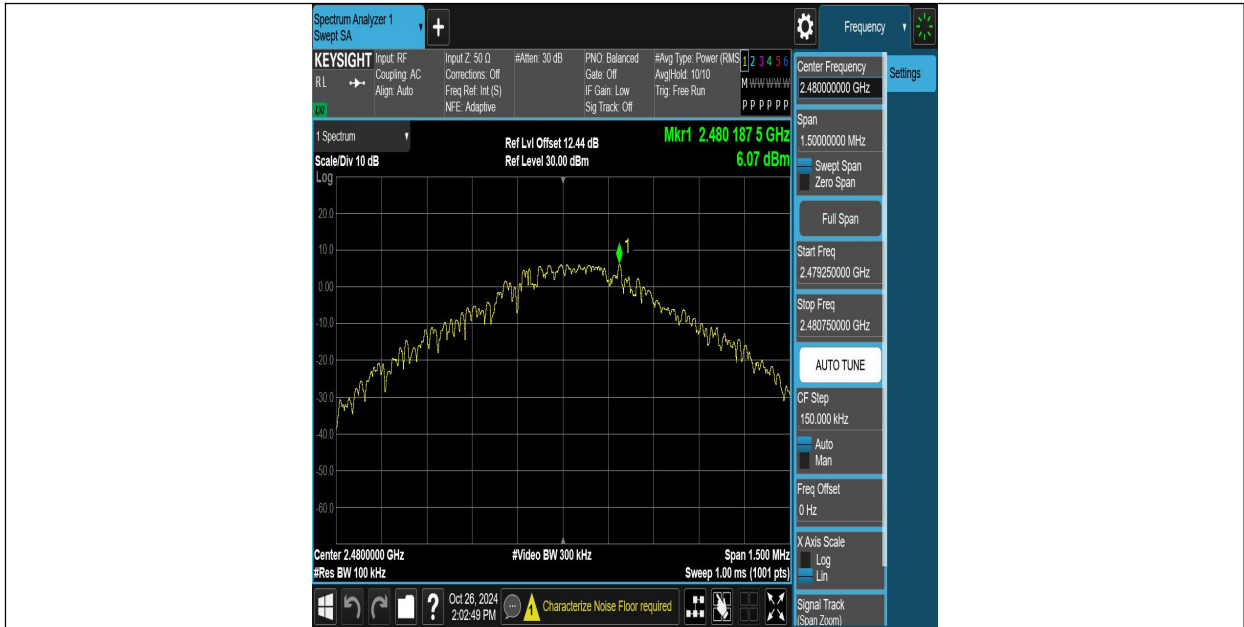 Spectrum Analyzer 1
Swept SA
+
Frequency
KEYSIGHT
RL
LXI
Input: RF
Coupling: AC
Align: Auto
Input Z: 50 Ω
Corrections: Off
Freq Ref: Int (S)
NFE: Adaptive
#Atten: 30 dB
PNO: Balanced
Gate: Off
IF Gain: Low
Sig Track: Off
#Avg Type: Power (RMS
Avg|Hold: 10/10
Trig: Free Run
1 2 3 4 5 6
M W W W W W
P P P P P P
1 Spectrum
Scale/Div 10 dB
Ref Lvl Offset 12.44 dB
Ref Level 30.00 dBm
Mkr1 2.480 187 5 GHz
6.07 dBm
Log
20.0
10.0
0.00
-10.0
-20.0
-30.0
-40.0
-50.0
-60.0
1
Center 2.4800000 GHz
#Res BW 100 kHz
#Video BW 300 kHz
Span 1.500 MHz
Sweep 1.00 ms (1001 pts)
Oct 26, 2024
2:02:49 PM
Characterize Noise Floor required
Center Frequency
2.480000000 GHz
Span
1.50000000 MHz
Swept Span
Zero Span
Full Span
Start Freq
2.479250000 GHz
Stop Freq
2.480750000 GHz
AUTO TUNE
CF Step
150.000 kHz
Auto
Man
Freq Offset
0 Hz
X Axis Scale
Log
Lin
Signal Track
(Span Zoom)
Settings